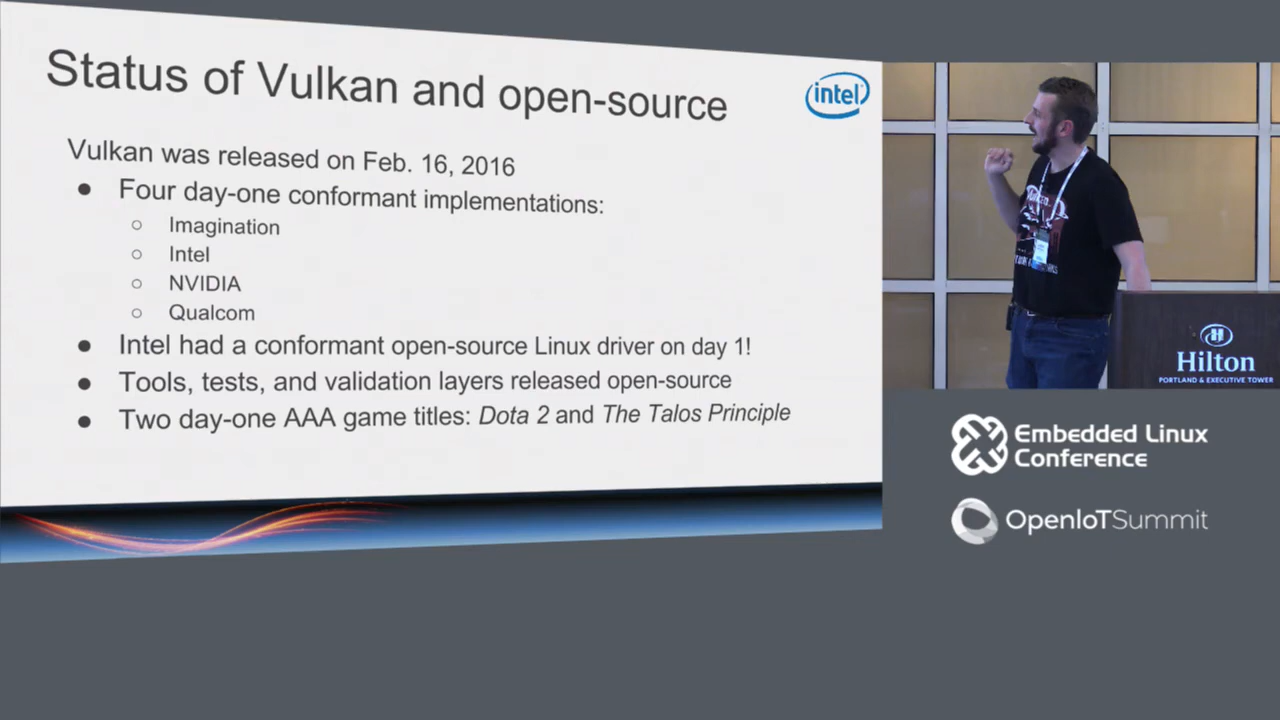 Status of Vulkan and open-source
intel
Vulkan was released on Feb. 16, 2016
● Four day-one conformant implementations:
○ Imagination
○ Intel
○ NVIDIA
○ Qualcomm
● Intel had a conformant open-source Linux driver on day 1!
● Tools, tests, and validation layers released open-source
● Two day-one AAA game titles: Dota 2 and The Talos Principle
H
Hilton
PORTLAND & EXECUTIVE TOWER
Embedded Linux
Conference
OpenIoTSummit